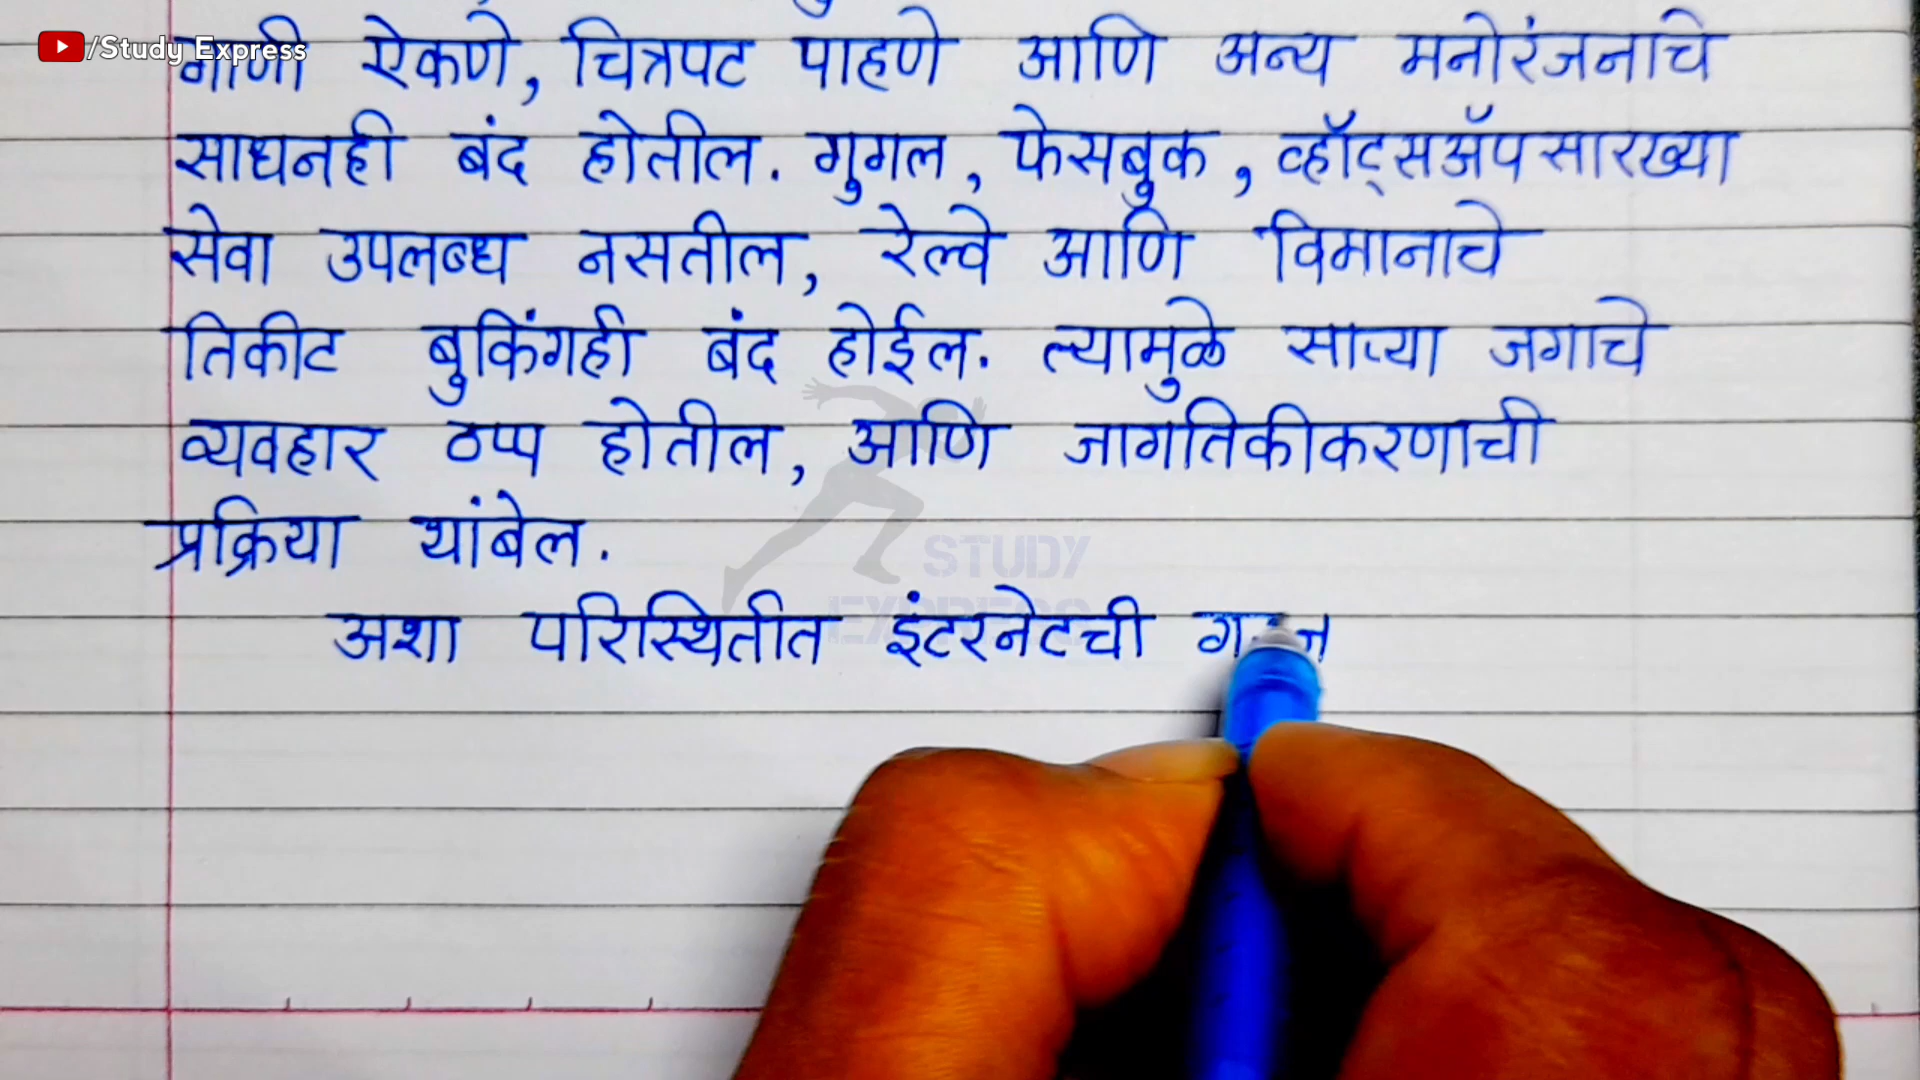 /Study Express
गाणी ऐकणे, चित्रपट पाहणे आणि अन्य मनोरंजनाचे
साधनही बंद होतील. गुगल, फेसबुक, व्हॉट्सॲपसारख्या
सेवा उपलब्ध नसतील, रेल्वे आणि विमानाचे
तिकीट बुकिंगही बंद होईल. त्यामुळे साऱ्या जगाचे
व्यवहार ठप्प होतील, आणि जागतिकीकरणाची
प्रक्रिया थांबेल.
STUDY
EXPRESS
अशा परिस्थितीत इंटरनेटची